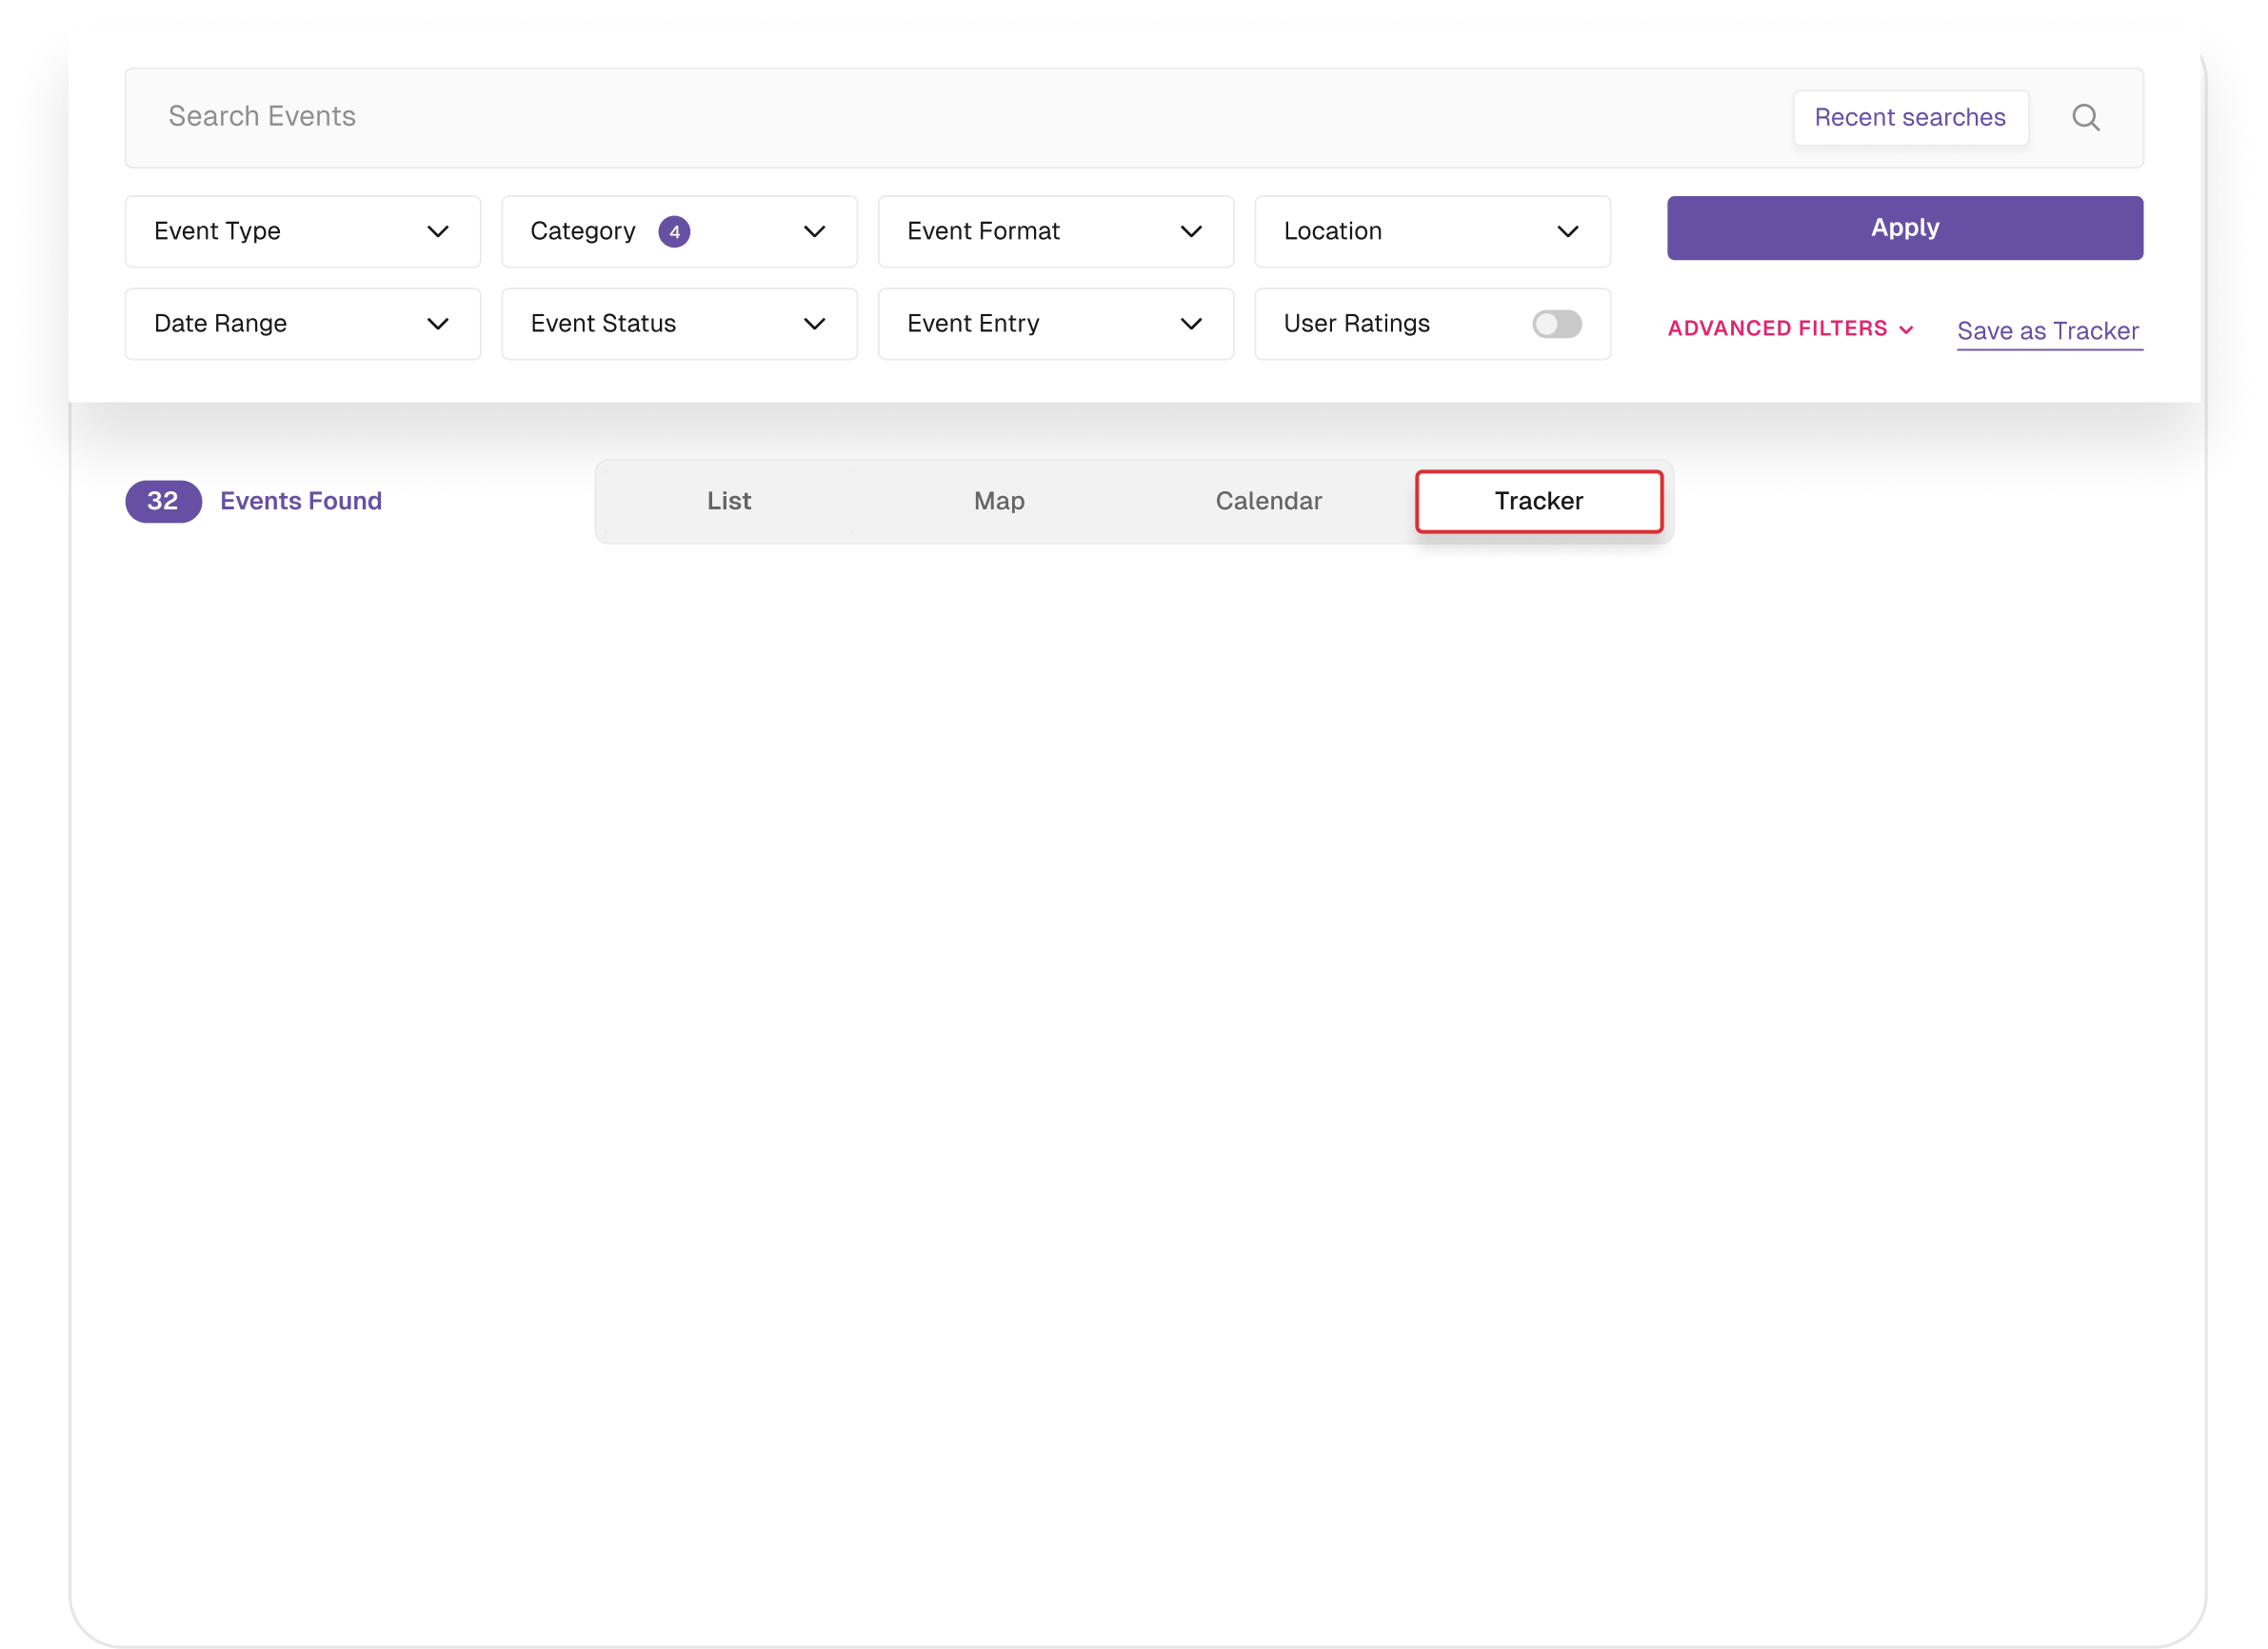 Search Events
Recent searches
Event Type
Category 4
Event Format
Location
Apply
Date Range
Event Status
Event Entry
User Ratings
ADVANCED FILTERS
Save as Tracker
32 Events Found
List
Map
Calendar
Tracker